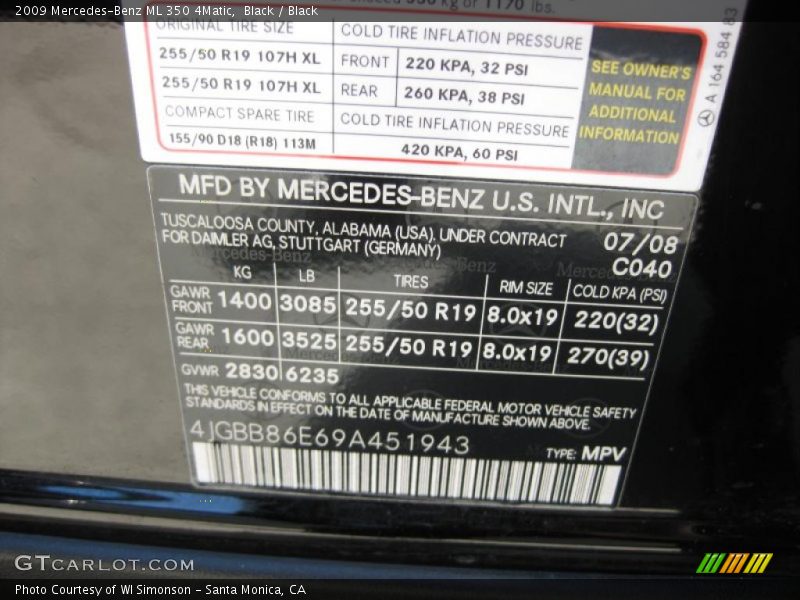 2009 Mercedes-Benz ML 350 4Matic, Black / Black
kg or 1170 lbs.
ORIGINAL TIRE SIZE
COLD TIRE INFLATION PRESSURE
255/50 R19 107H XL
FRONT
220 KPA, 32 PSI
255/50 R19 107H XL
REAR
260 KPA, 38 PSI
COMPACT SPARE TIRE
COLD TIRE INFLATION PRESSURE
155/90 D18 (R18) 113M
420 KPA, 60 PSI
SEE OWNER'S
MANUAL FOR
ADDITIONAL
INFORMATION
A 164 584 83
MFD BY MERCEDES-BENZ U.S. INTL., INC
TUSCALOOSA COUNTY, ALABAMA (USA), UNDER CONTRACT
FOR DAIMLER AG, STUTTGART (GERMANY)
07/08
C040
KG LB TIRES RIM SIZE COLD KPA (PSI)
GAWR
FRONT
1400 3085 255/50 R19 8.0x19 220(32)
GAWR
REAR
1600 3525 255/50 R19 8.0x19 270(39)
GVWR 2830 6235
THIS VEHICLE CONFORMS TO ALL APPLICABLE FEDERAL MOTOR VEHICLE SAFETY
STANDARDS IN EFFECT ON THE DATE OF MANUFACTURE SHOWN ABOVE.
4JGBB86E69A451943
TYPE: MPV
GTCARLOT.COM
Photo Courtesy of WI Simonson - Santa Monica, CA